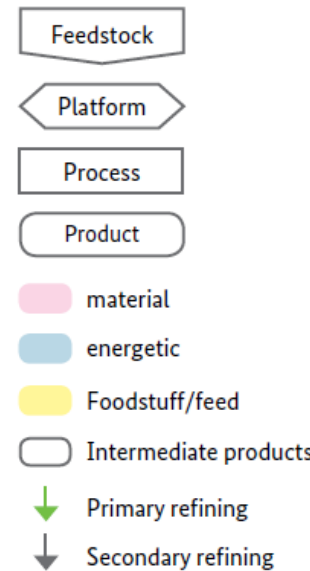 Feedstock
Platform
Process
Product
material
energetic
Foodstuff/feed
Intermediate products
Primary refining
Secondary refining